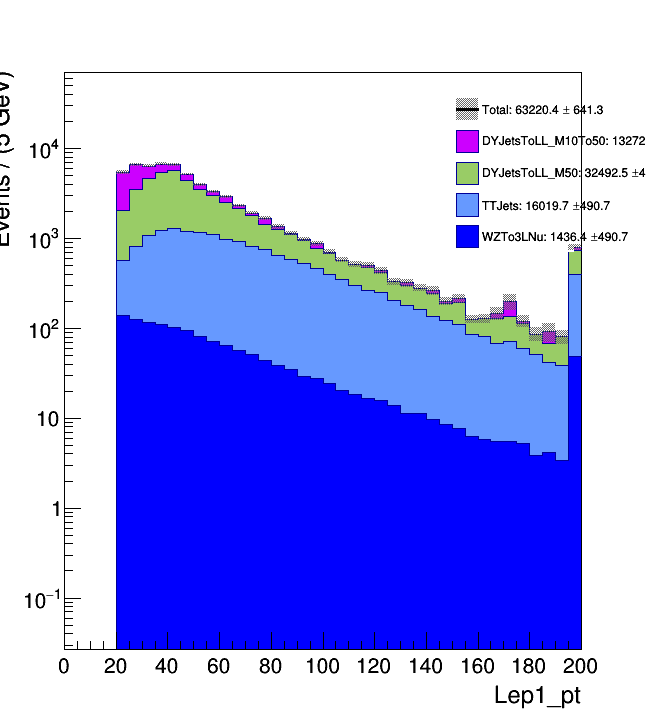 Events / (5 GeV)
10⁴
10³
10²
10
1
10⁻¹
Total: 63220.4 ± 641.3
DYJetsToLL_M10To50: 13272
DYJetsToLL_M50: 32492.5 ±4
TTJets: 16019.7 ±490.7
WZTo3LNu: 1436.4 ±490.7
0 20 40 60 80 100 120 140 160 180 200
Lep1_pt